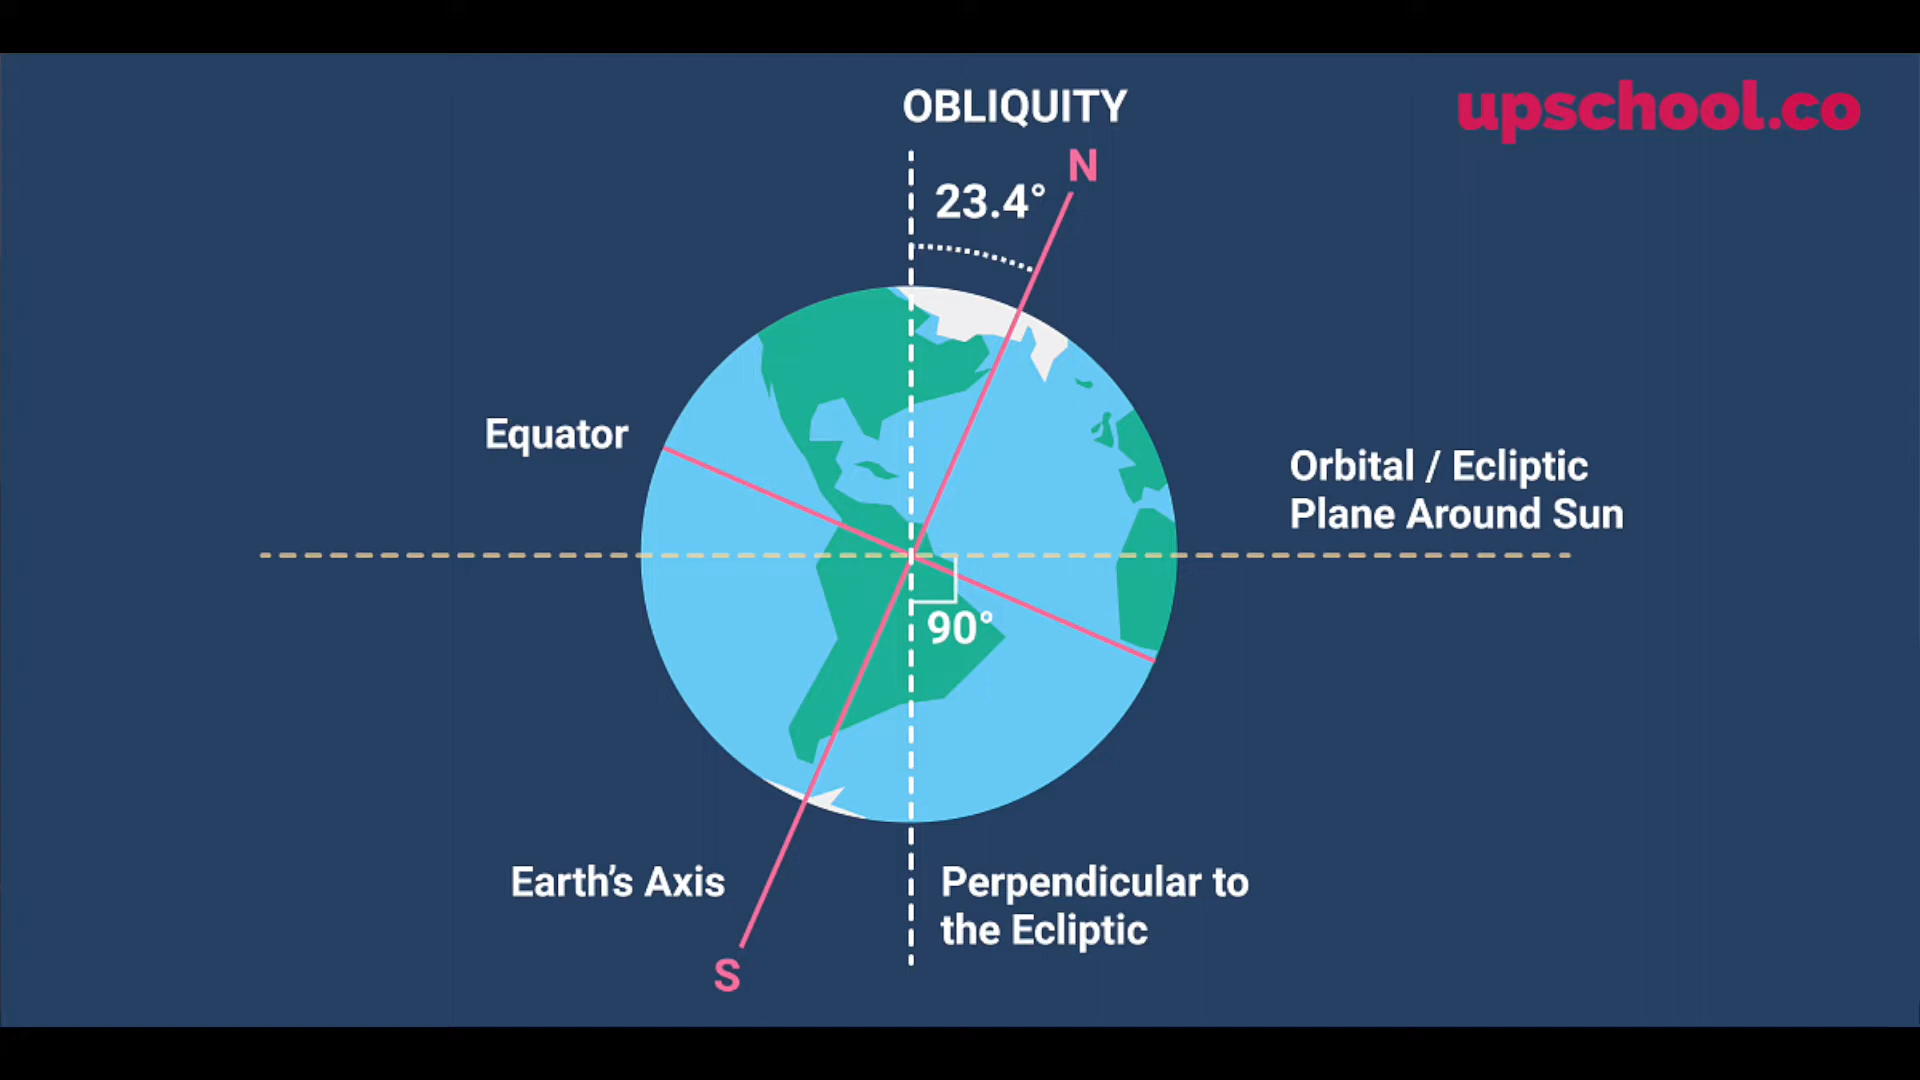 OBLIQUITY
upschool.co
N
23.4°
Equator
Orbital / Ecliptic
Plane Around Sun
90°
Earth’s Axis
Perpendicular to
the Ecliptic
S